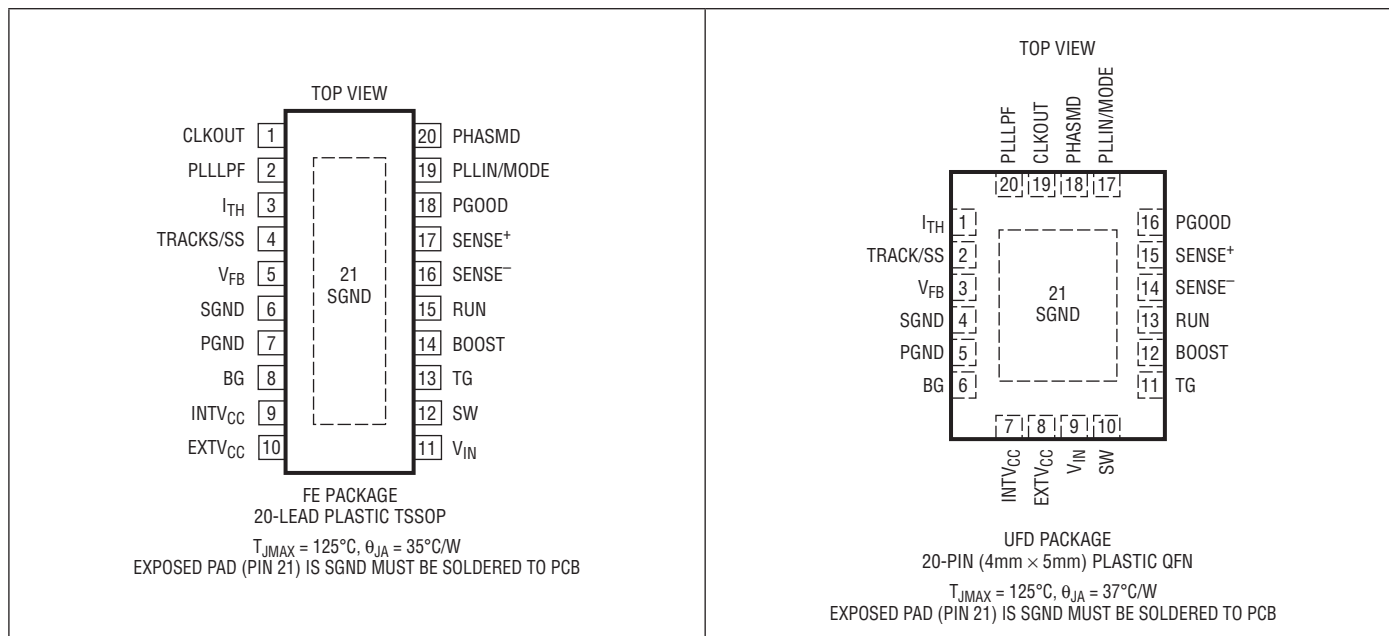 TOP VIEW
CLKOUT 1
PLLLPF 2
ITH 3
TRACKS/SS 4
VFB 5
SGND 6
PGND 7
BG 8
INTVCC 9
EXTVCC 10
20 PHASMD
19 PLLIN/MODE
18 PGOOD
17 SENSE+
16 SENSE–
15 RUN
14 BOOST
13 TG
12 SW
11 VIN
21
SGND
FE PACKAGE
20-LEAD PLASTIC TSSOP
TJMAX = 125°C, θJA = 35°C/W
EXPOSED PAD (PIN 21) IS SGND MUST BE SOLDERED TO PCB
TOP VIEW
PLLLPF
CLKOUT
PHASMD
PLLIN/MODE
20 19 18 17
ITH 1
TRACK/SS 2
VFB 3
SGND 4
PGND 5
BG 6
16 PGOOD
15 SENSE+
14 SENSE–
13 RUN
12 BOOST
11 TG
21
SGND
7 8 9 10
INTVCC
EXTVCC
VIN
SW
UFD PACKAGE
20-PIN (4mm × 5mm) PLASTIC QFN
TJMAX = 125°C, θJA = 37°C/W
EXPOSED PAD (PIN 21) IS SGND MUST BE SOLDERED TO PCB